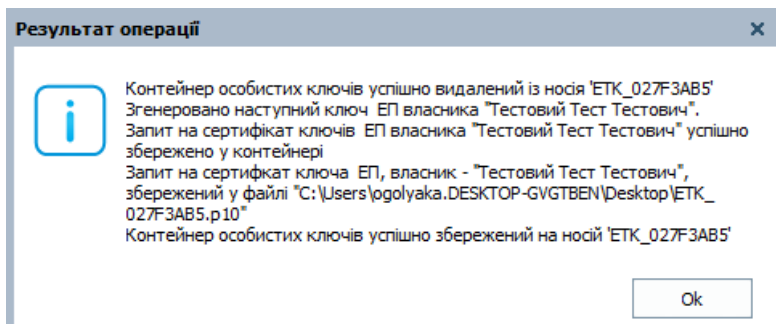 Результат операції
Контейнер особистих ключів успішно видалений із носія 'ETK_027F3AB5'
Згенеровано наступний ключ ЕП власника "Тестовий Тест Тестович".
Запит на сертифікат ключів ЕП власника "Тестовий Тест Тестович" успішно
збережено у контейнері
Запит на сертифкат ключа ЕП, власник - "Тестовий Тест Тестович",
збережений у файлі "C:\Users\ogolyaka.DESKTOP-GVGTBEN\Desktop\ETK_
027F3AB5.p10"
Контейнер особистих ключів успішно збережений на носій 'ETK_027F3AB5'
Ok